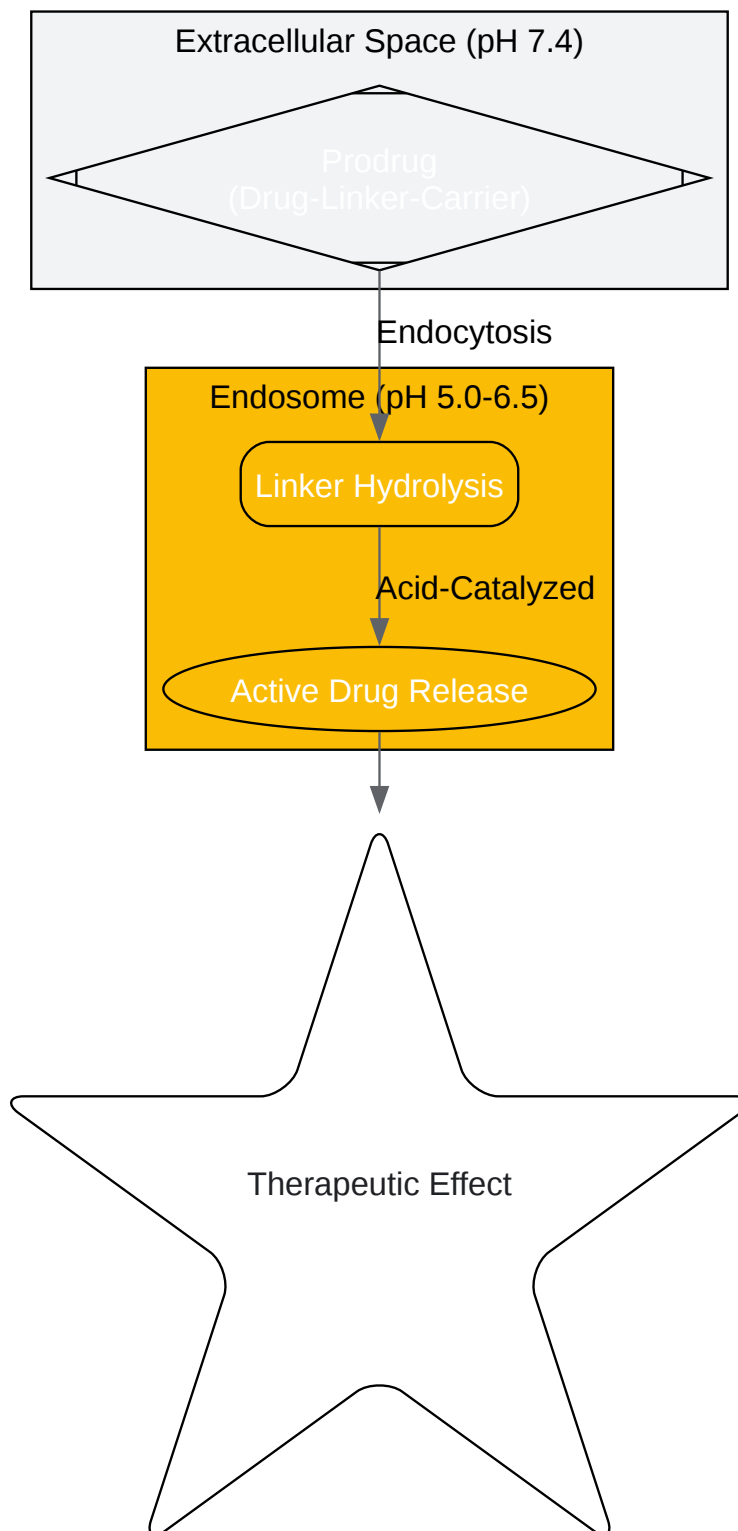 Extracellular Space (pH 7.4)
Prodrug
(Drug-Linker-Carrier)
Endocytosis
Endosome (pH 5.0-6.5)
Linker Hydrolysis
Acid-Catalyzed
Active Drug Release
Therapeutic Effect